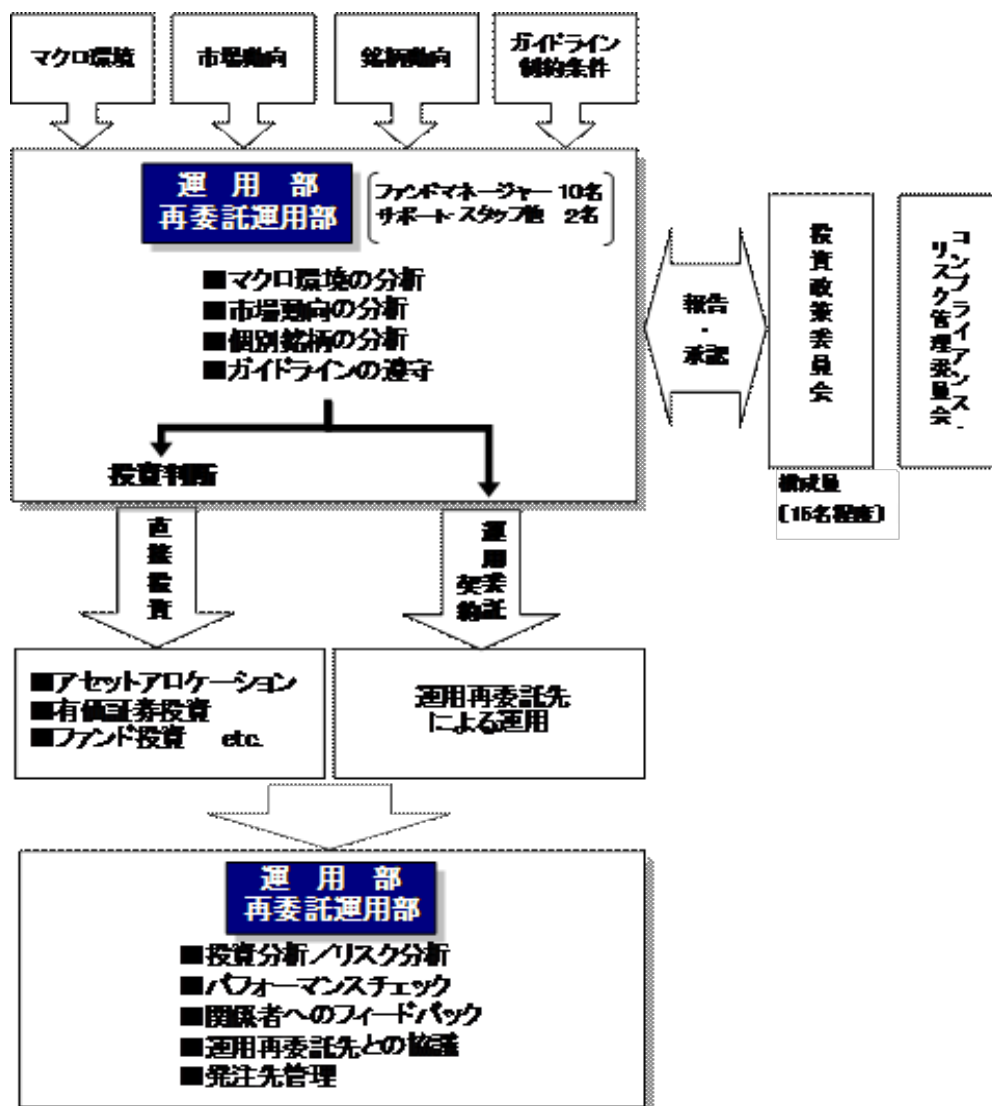 マクロ環境
市場動向
銘柄動向
ガイドライン
制約条件
運用部
再委託運用部
ファンドマネージャー 10名
サポート・スタッフ他 2名
■マクロ環境の分析
■市場動向の分析
■個別銘柄の分析
■ガイドラインの遵守
投資判断
報告・承認
投資政策委員会
コンプライアンス・
リスク管理委員会
構成員
(15名程度)
直接投資
運用委託
契約
■アセットアロケーション
■有価証券投資
■ファンド投資 etc.
運用再委託先
による運用
運用部
再委託運用部
■投資分析/リスク分析
■パフォーマンスチェック
■関係者へのフィードバック
■運用再委託先との協議
■発注先管理